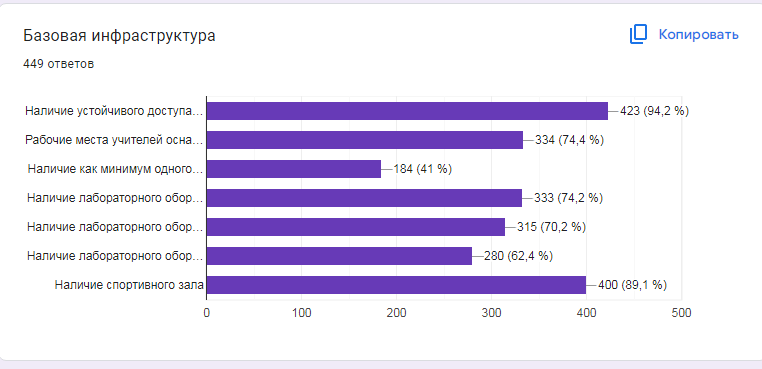 Базовая инфраструктура
Копировать
449 ответов
Наличие устойчивого доступа... 423 (94,2 %)
Рабочие места учителей осна... 334 (74,4 %)
Наличие как минимум одного... 184 (41 %)
Наличие лабораторного обор... 333 (74,2 %)
Наличие лабораторного обор... 315 (70,2 %)
Наличие лабораторного обор... 280 (62,4 %)
Наличие спортивного зала 400 (89,1 %)
0 100 200 300 400 500